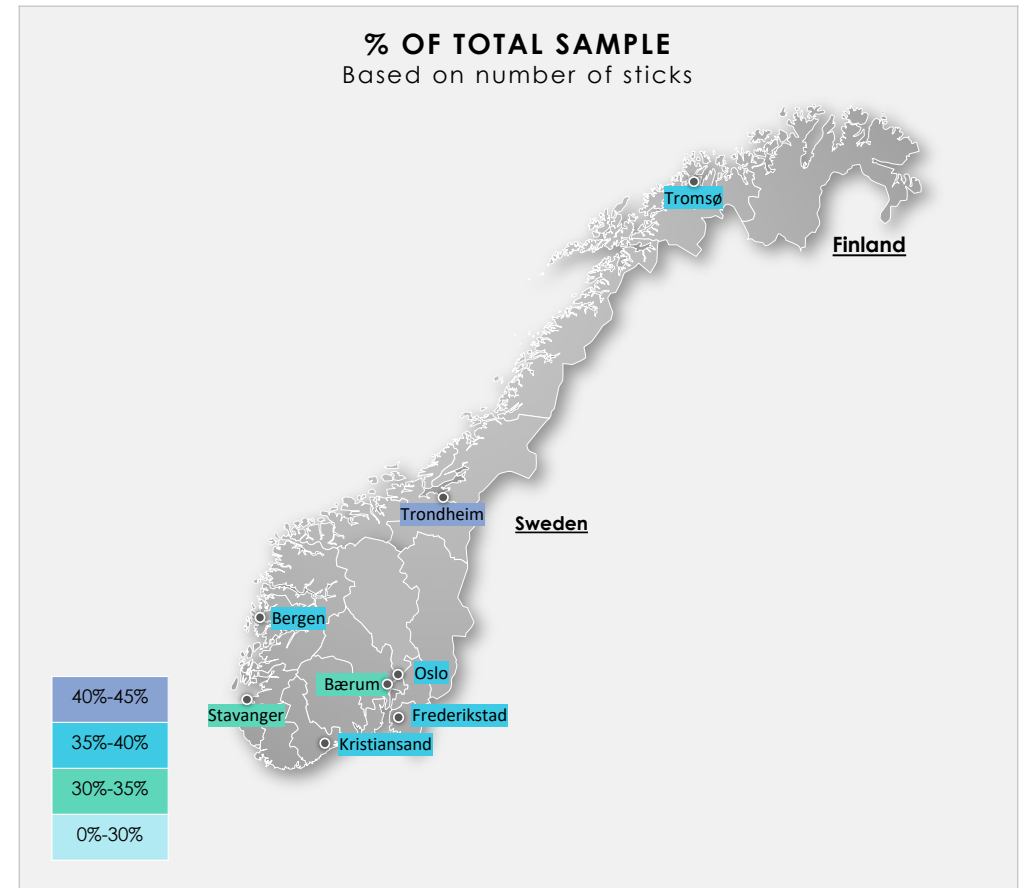 % OF TOTAL SAMPLE
Based on number of sticks
Tromsø
Finland
Trondheim
Sweden
Bergen
Oslo
Bærum
Stavanger
Frederikstad
Kristiansand
40%-45%
35%-40%
30%-35%
0%-30%